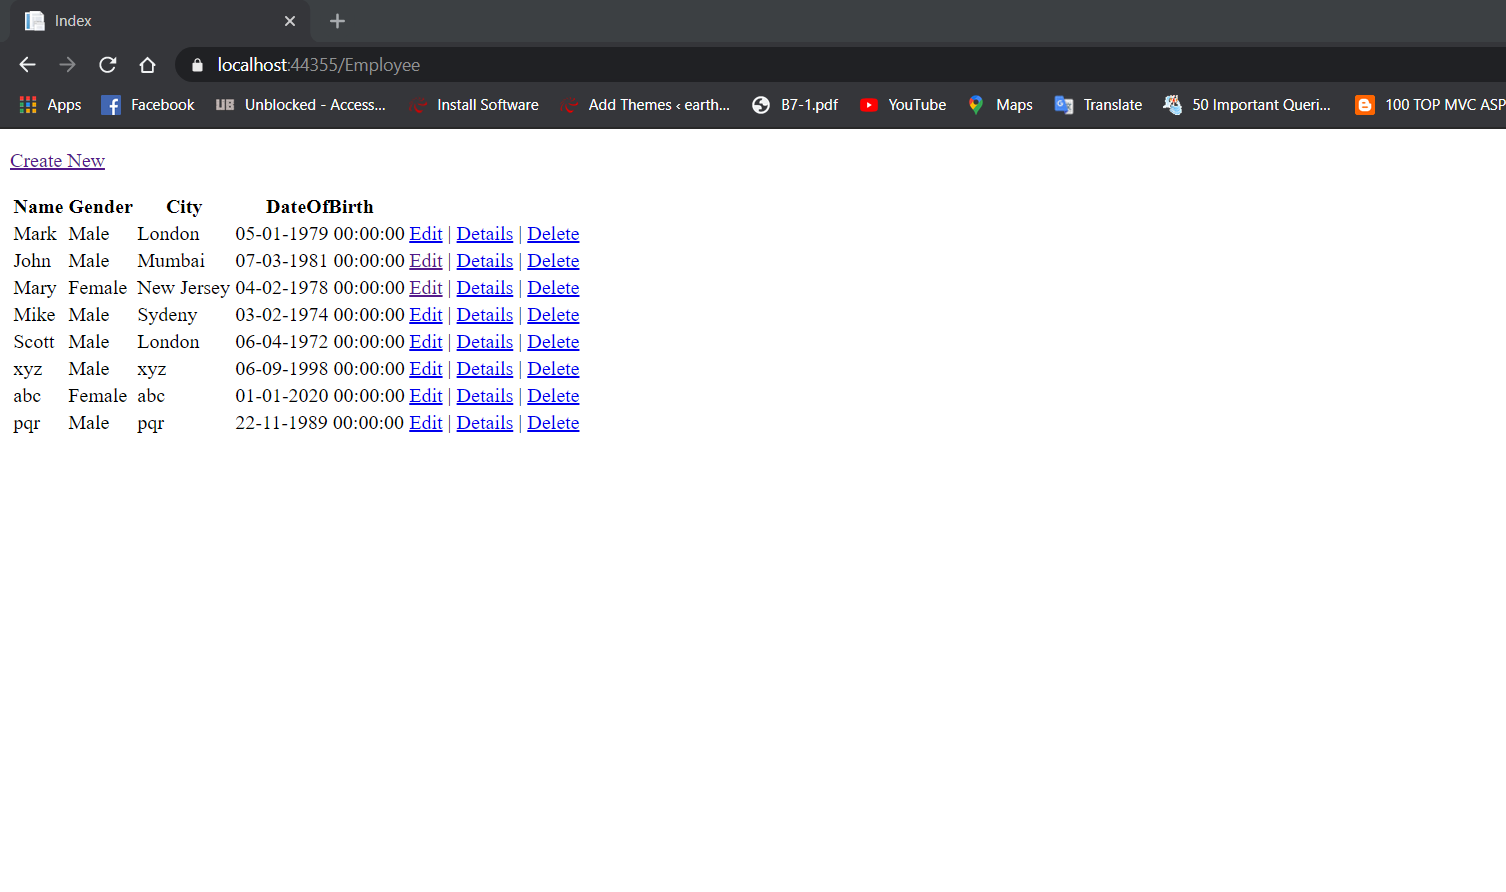 Index
localhost:44355/Employee
Apps Facebook UB Unblocked - Access... Install Software Add Themes ‹ earth... B7-1.pdf YouTube Maps Translate 50 Important Queri... 100 TOP MVC ASP
Create New
Name Gender City DateOfBirth
Mark Male London 05-01-1979 00:00:00 Edit | Details | Delete
John Male Mumbai 07-03-1981 00:00:00 Edit | Details | Delete
Mary Female New Jersey 04-02-1978 00:00:00 Edit | Details | Delete
Mike Male Sydeny 03-02-1974 00:00:00 Edit | Details | Delete
Scott Male London 06-04-1972 00:00:00 Edit | Details | Delete
xyz Male xyz 06-09-1998 00:00:00 Edit | Details | Delete
abc Female abc 01-01-2020 00:00:00 Edit | Details | Delete
pqr Male pqr 22-11-1989 00:00:00 Edit | Details | Delete